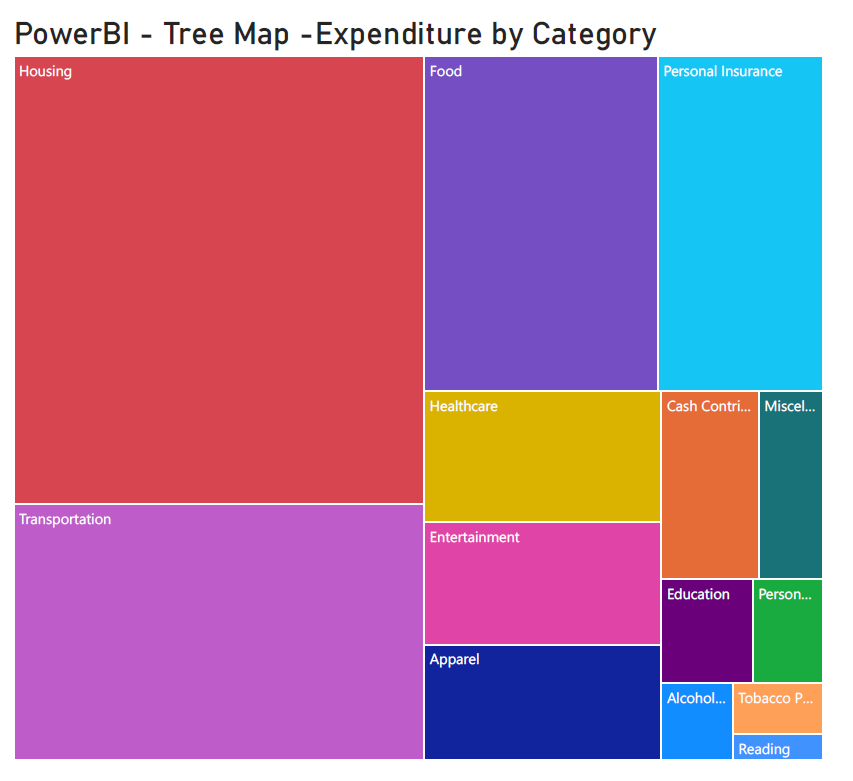 PowerBI - Tree Map -Expenditure by Category
Housing
Food
Personal Insurance
Healthcare
Cash Contri...
Miscel...
Transportation
Entertainment
Education
Person...
Apparel
Alcohol...
Tobacco P...
Reading